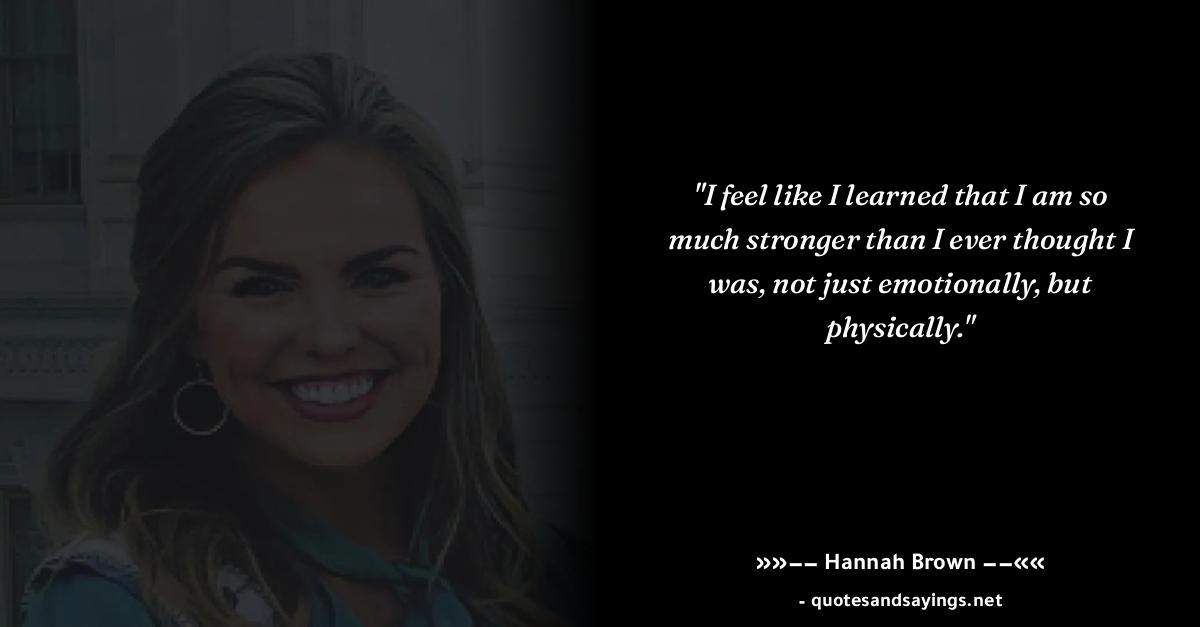 "I feel like I learned that I am so
much stronger than I ever thought I
was, not just emotionally, but
physically."
»»–– Hannah Brown ––««
- quotesandsayings.net